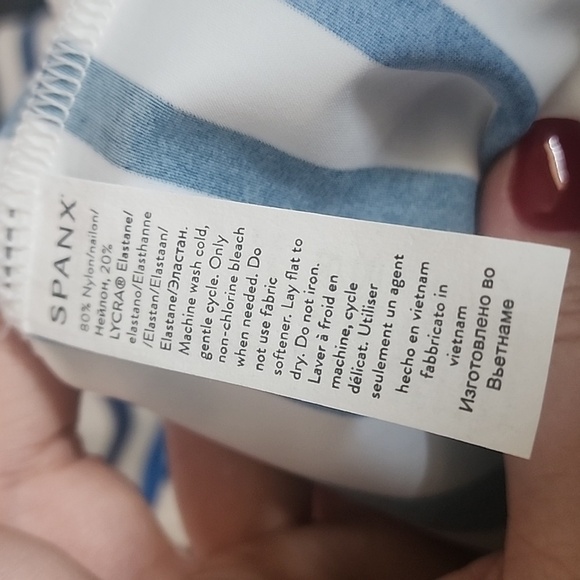 SPANX
80% Nylon/nailon/
Нейлон, 20%
LYCRA® Elastane/
elastano/Elasthanne
/Elastan/Elastaan/
Elastane/Эластан.
Machine wash cold,
gentle cycle. Only
non-chlorine bleach
when needed. Do
not use fabric
softener. Lay flat to
dry. Do not iron.
Laver à froid en
machine, cycle
délicat. Utiliser
seulement un agent
hecho en vietnam
fabbricato in
vietnam
Изготовлено во
Вьетнаме